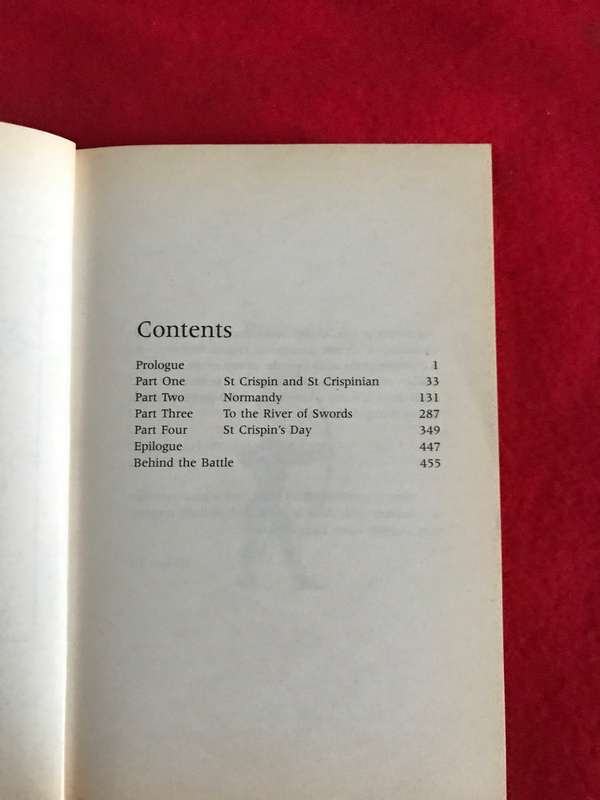 Contents
Prologue 1
Part One St Crispin and St Crispinian 33
Part Two Normandy 131
Part Three To the River of Swords 287
Part Four St Crispin's Day 349
Epilogue 447
Behind the Battle 455